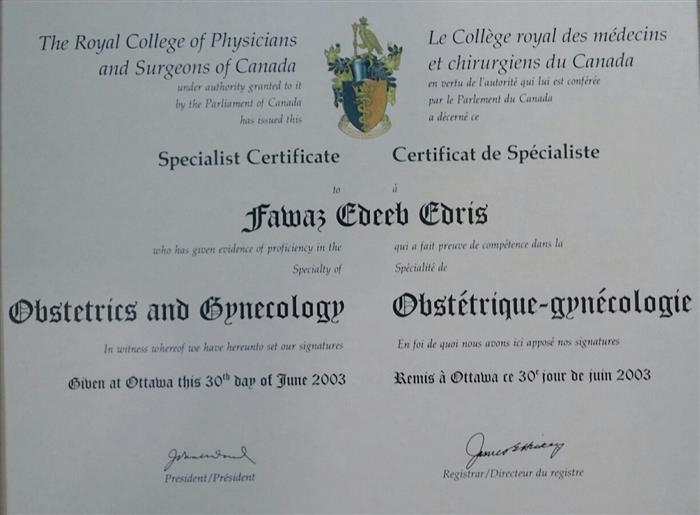 The Royal College of Physicians
and Surgeons of Canada
under authority granted to it
by the Parliament of Canada
has issued this
Le Collège royal des médecins
et chirurgiens du Canada
en vertu de l'autorité qui lui est conférée
par le Parlement du Canada
a décerné ce
Specialist Certificate
Certificat de Spécialiste
to
à
Fawaz Edeeb Edris
who has given evidence of proficiency in the
Specialty of
qui a fait preuve de compétence dans la
Spécialité de
Obstetrics and Gynecology
Obstétrique-gynécologie
In witness whereof we have hereunto set our signatures
En foi de quoi nous avons ici apposé nos signatures
Given at Ottawa this 30th day of June 2003
Remis à Ottawa ce 30e jour de juin 2003
President/Président
Registrar/Directeur du registre